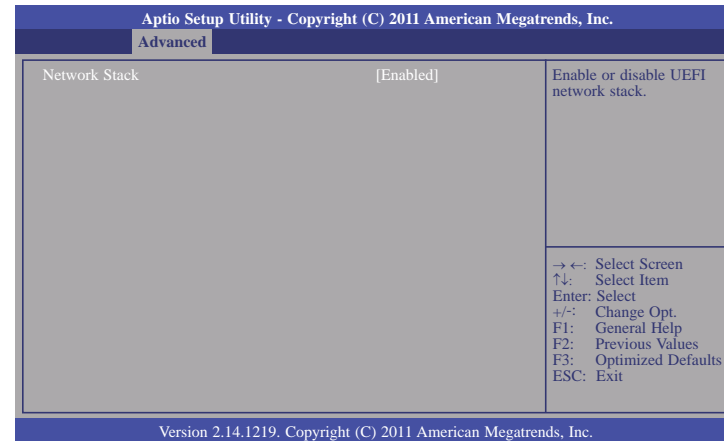 Aptio Setup Utility - Copyright (C) 2011 American Megatrends, Inc.
Advanced
Network Stack [Enabled]
Enable or disable UEFI
network stack.
→←: Select Screen
↑↓: Select Item
Enter: Select
+/-: Change Opt.
F1: General Help
F2: Previous Values
F3: Optimized Defaults
ESC: Exit
Version 2.14.1219. Copyright (C) 2011 American Megatrends, Inc.